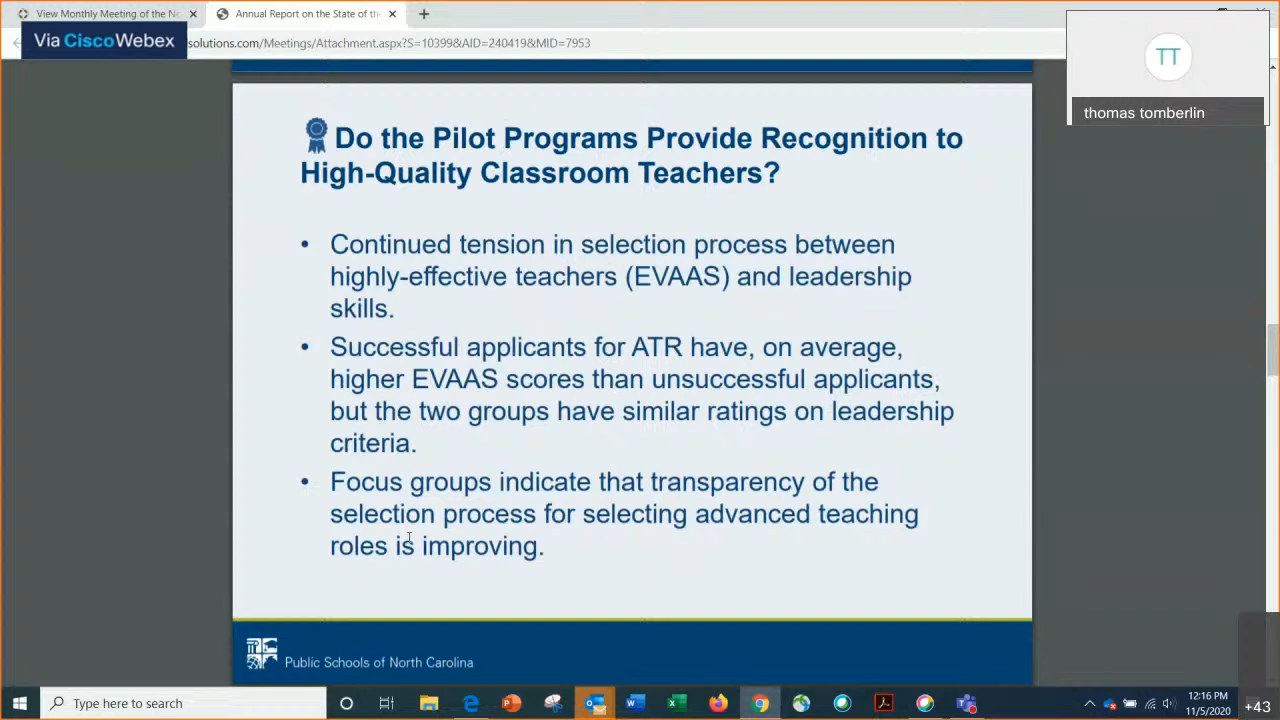 View Monthly Meeting of the No
Annual Report on the State of the
Via CiscoWebex
solutions.com/Meetings/Attachment.aspx?S=10399&AID=240419&MID=7953
TT
thomas tomberlin
Do the Pilot Programs Provide Recognition to
High-Quality Classroom Teachers?
• Continued tension in selection process between
highly-effective teachers (EVAAS) and leadership
skills.
• Successful applicants for ATR have, on average,
higher EVAAS scores than unsuccessful applicants,
but the two groups have similar ratings on leadership
criteria.
• Focus groups indicate that transparency of the
selection process for selecting advanced teaching
roles is improving.
Public Schools of North Carolina
Type here to search
12:16 PM
11/5/2020
+43